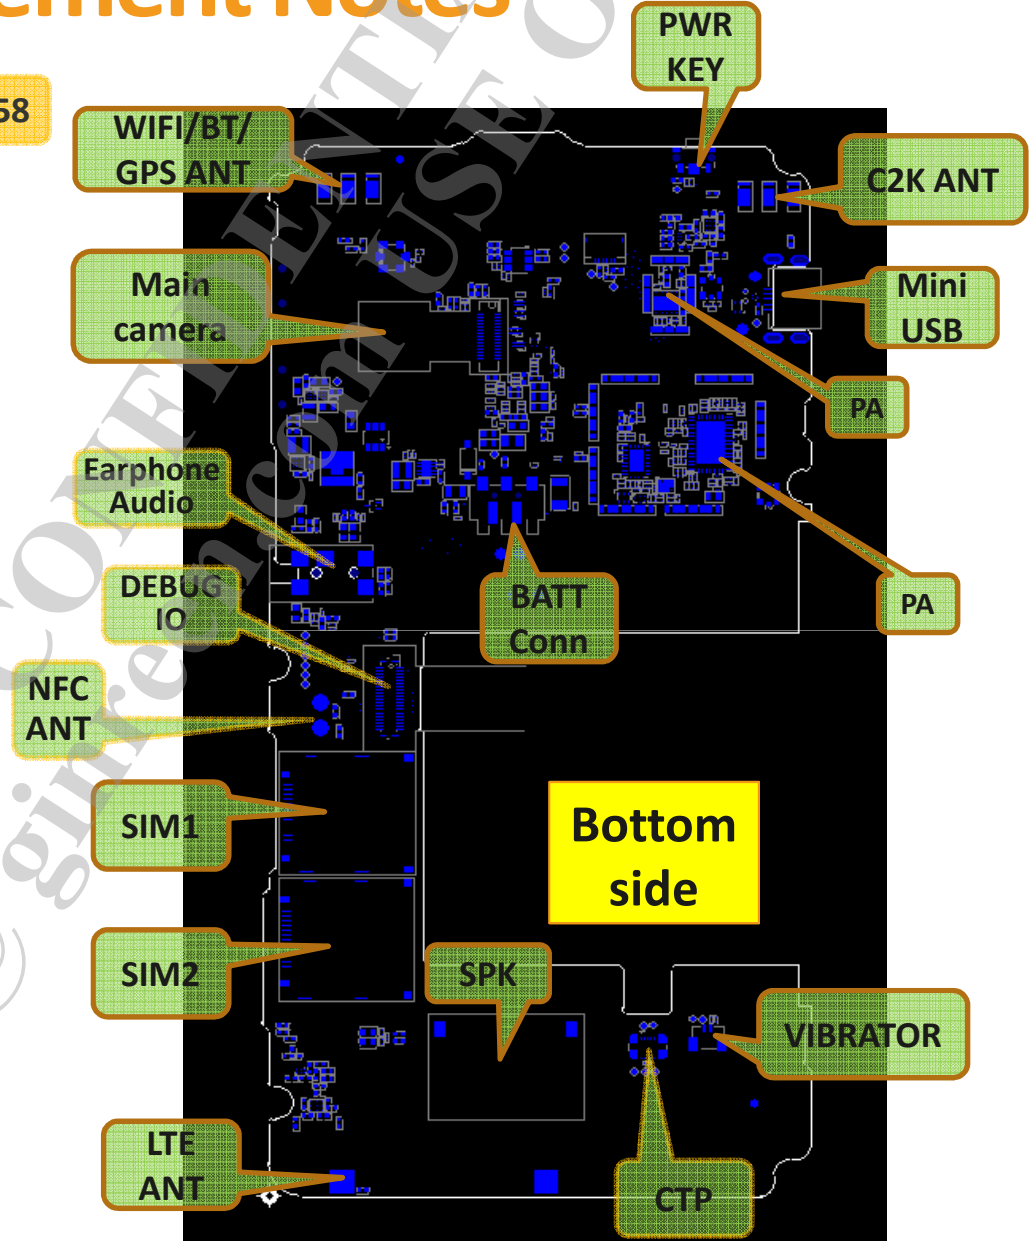 ement Notes
58
PWR
KEY
WIFI/BT/
GPS ANT
C2K ANT
Main
camera
Mini
USB
PA
Earphone
Audio
DEBUG
IO
BATT
Conn
PA
NFC
ANT
SIM1
Bottom
side
SIM2
SPK
VIBRATOR
LTE
ANT
CTP